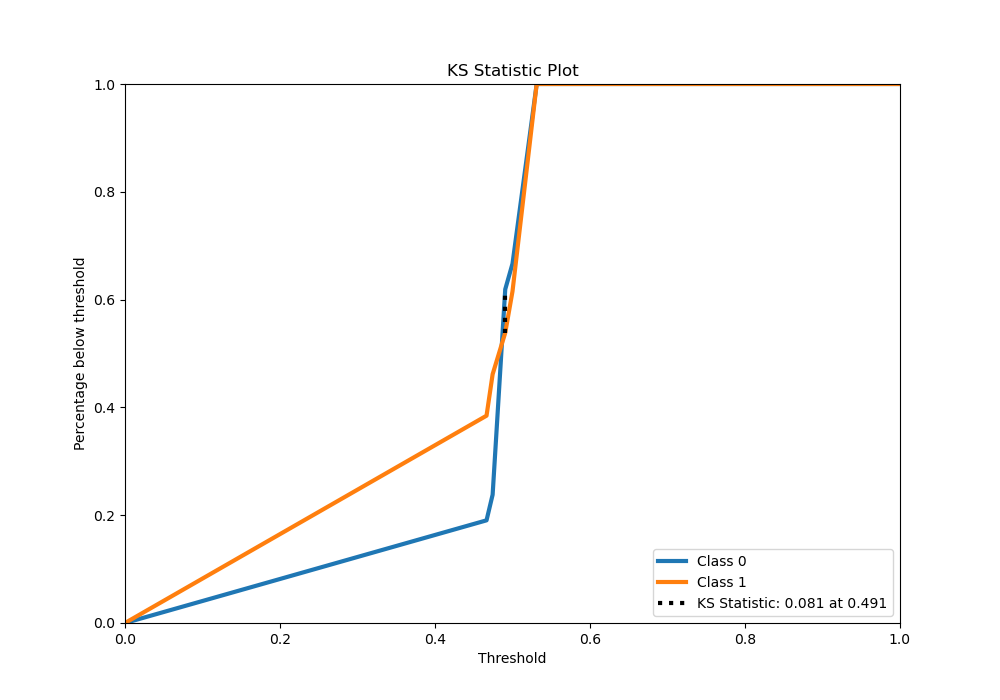 KS Statistic Plot
1.0
0.8
0.6
0.4
0.2
0.0
Percentage below threshold
0.0 0.2 0.4 0.6 0.8 1.0
Threshold
Class 0
Class 1
KS Statistic: 0.081 at 0.491